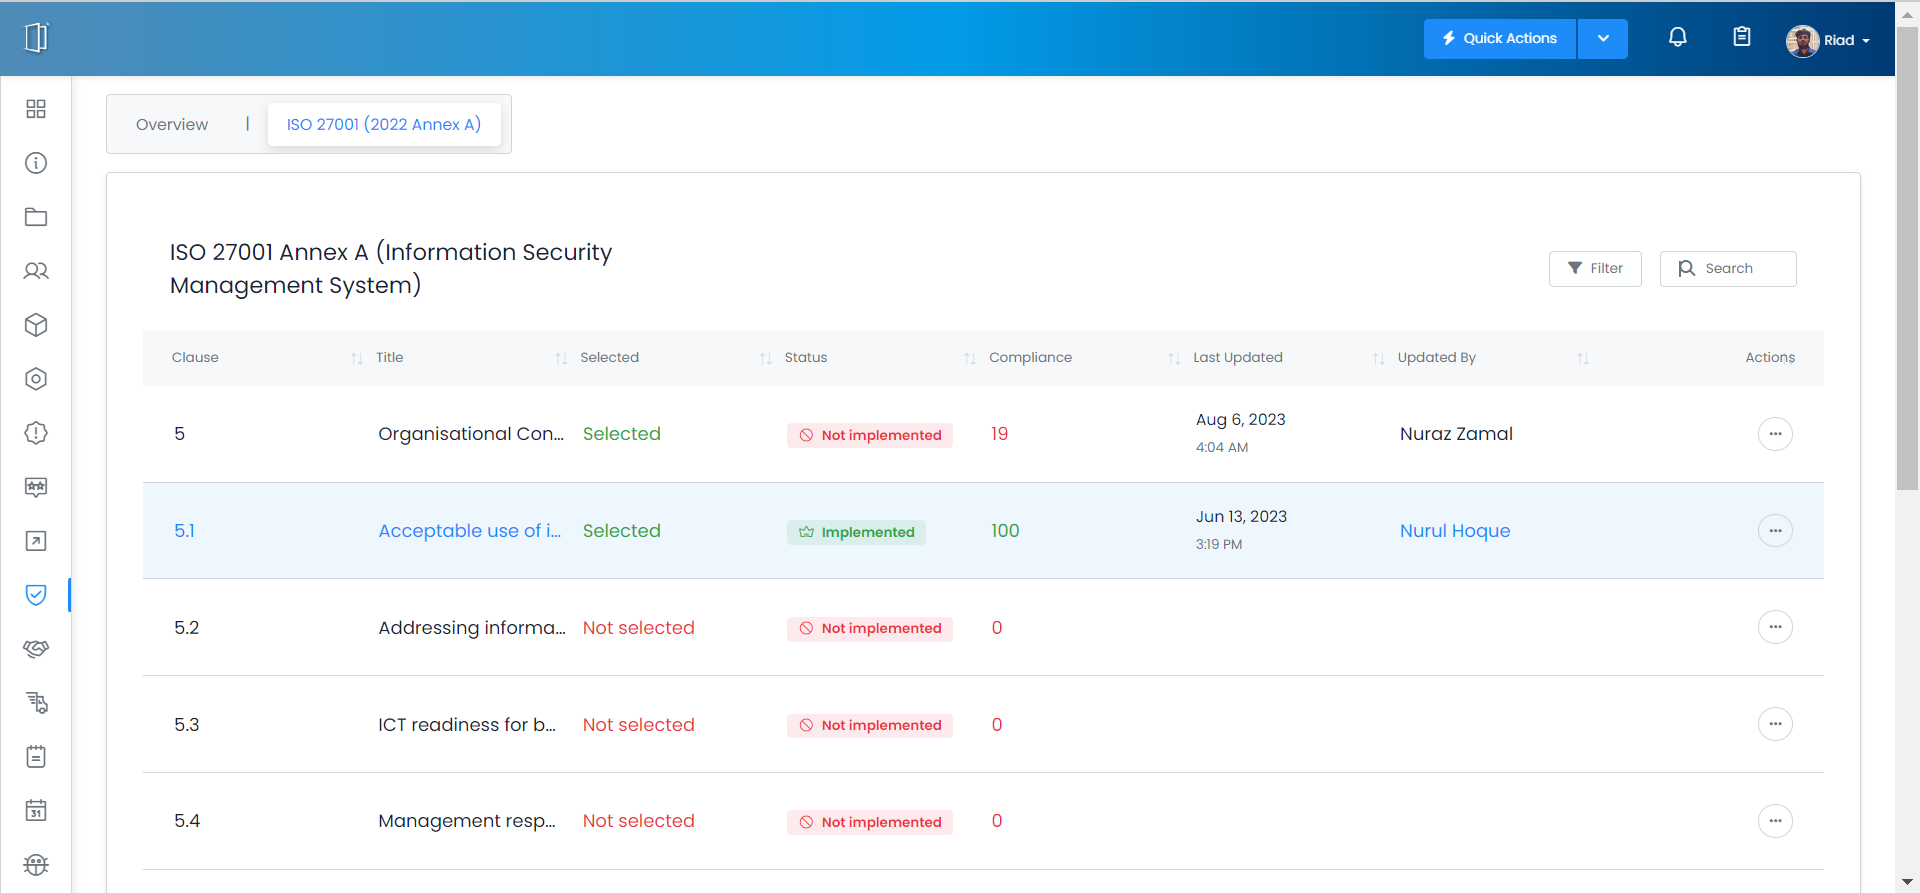 Quick Actions
Riad
Overview | ISO 27001 (2022 Annex A)
ISO 27001 Annex A (Information Security
Management System)
Filter
Search
Clause Title Selected Status Compliance Last Updated Updated By Actions
5 Organisational Con... Selected Not implemented 19 Aug 6, 2023 Nuraz Zamal
4:04 AM
5.1 Acceptable use of i... Selected Implemented 100 Jun 13, 2023 Nurul Hoque
3:19 PM
5.2 Addressing informa... Not selected Not implemented 0
5.3 ICT readiness for b... Not selected Not implemented 0
5.4 Management resp... Not selected Not implemented 0
31